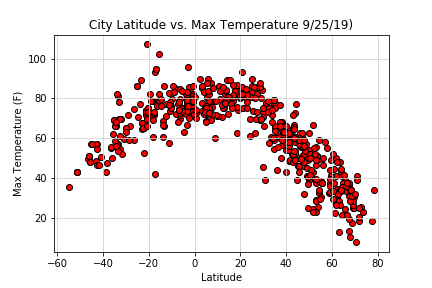 City Latitude vs. Max Temperature 9/25/19)
Max Temperature (F)
100
80
60
40
20
−60 −40 −20 0 20 40 60 80
Latitude